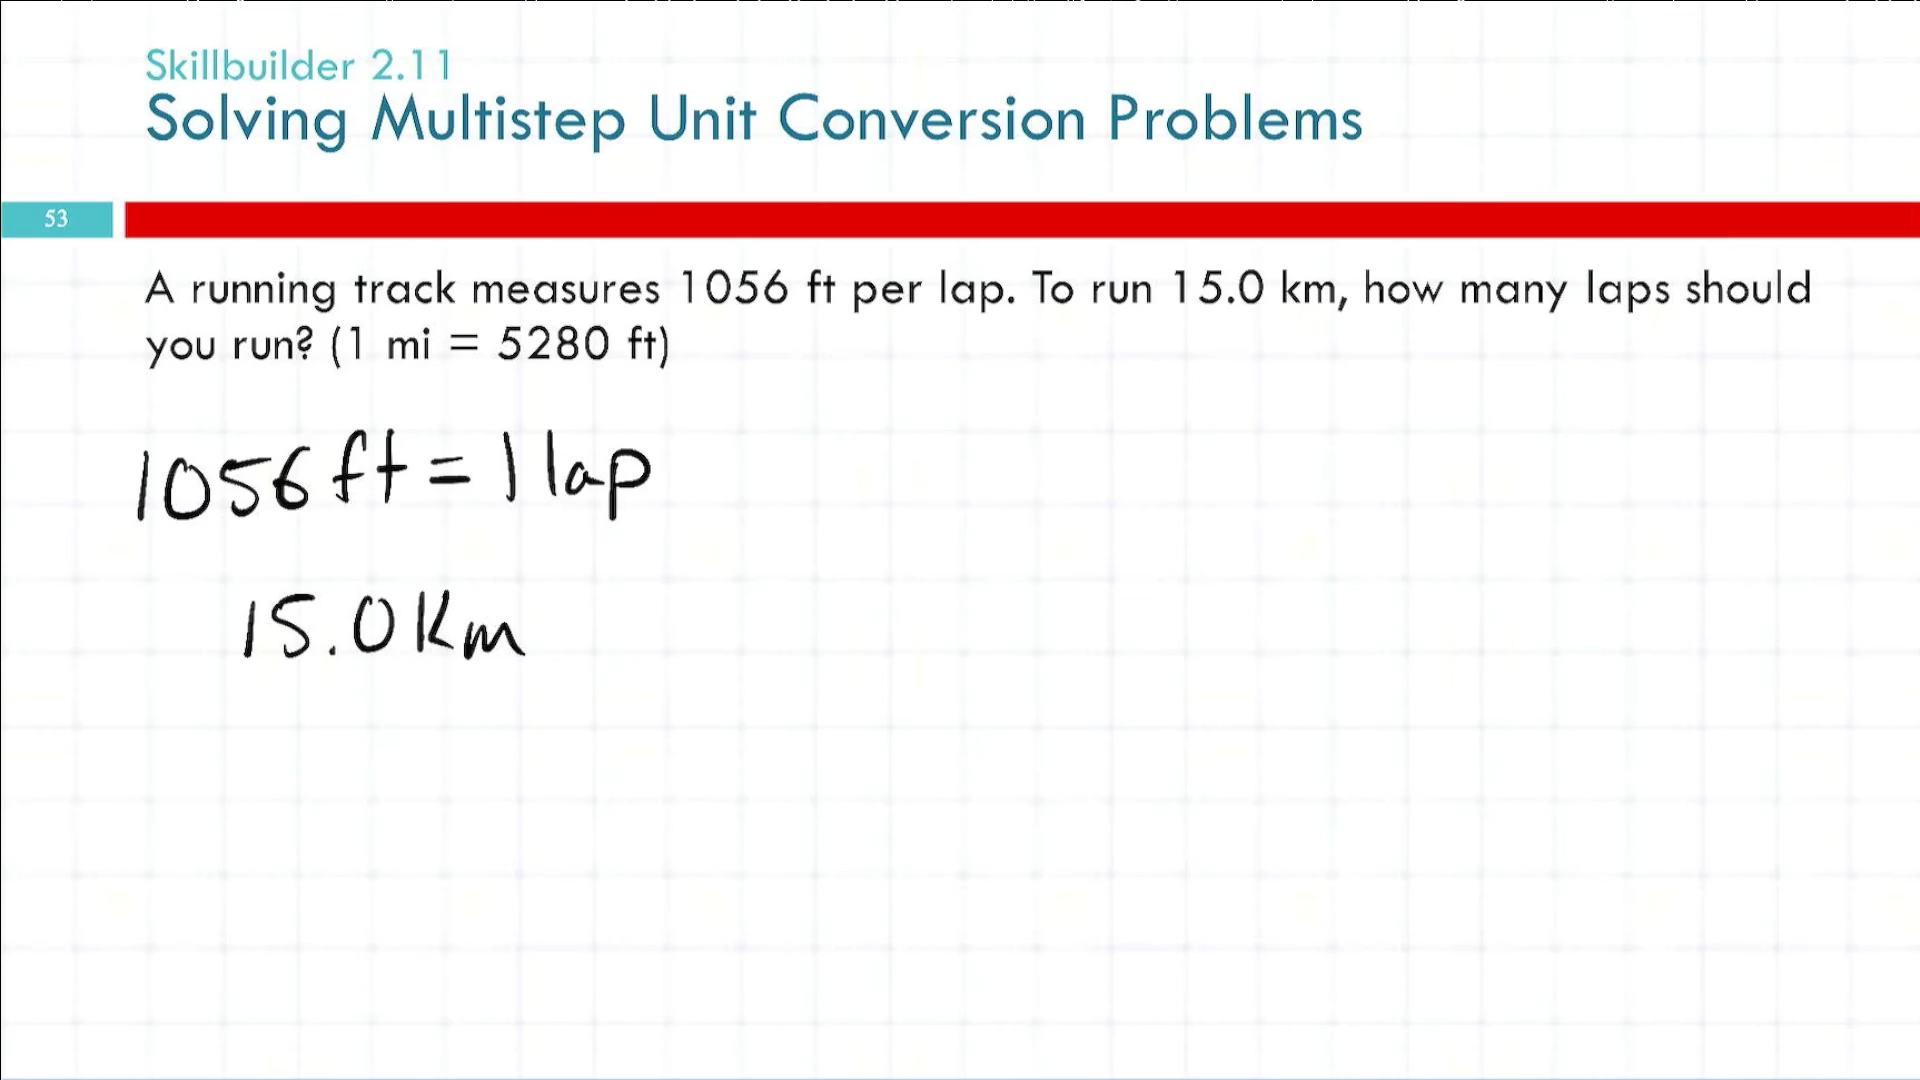 Skillbuilder 2.11
Solving Multistep Unit Conversion Problems
53
A running track measures 1056 ft per lap. To run 15.0 km, how many laps should
you run? (1 mi = 5280 ft)
1056 ft = 1 lap
15.0 Km